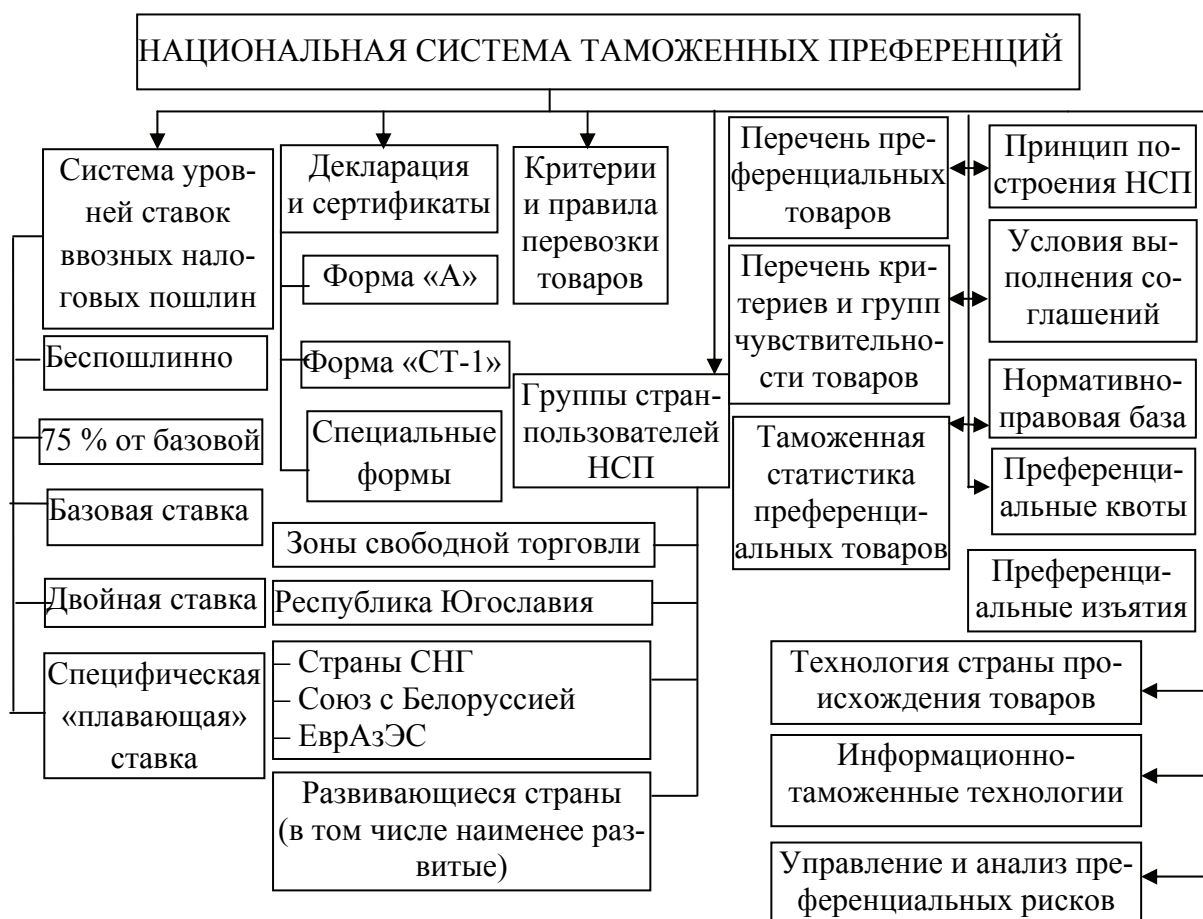 НАЦИОНАЛЬНАЯ СИСТЕМА ТАМОЖЕННЫХ ПРЕФЕРЕНЦИЙ
Система уров-
ней ставок
ввозных нало-
говых пошлин
Беспошлинно
75 % от базовой
Базовая ставка
Двойная ставка
Специфическая
«плавающая»
ставка
Декларация
и сертификаты
Форма «А»
Форма «СТ-1»
Специальные
формы
Критерии
и правила
перевозки
товаров
Группы стран-
пользователей
НСП
Зоны свободной торговли
Республика Югославия
– Страны СНГ
– Союз с Белоруссией
– ЕврАзЭС
Развивающиеся страны
(в том числе наименее раз-
витые)
Перечень пре-
ференциальных
товаров
Перечень кри-
териев и групп
чувствительно-
сти товаров
Таможенная
статистика
преференци-
альных товаров
Принцип по-
строения НСП
Условия вы-
полнения со-
глашений
Нормативно-
правовая база
Преференци-
альные квоты
Преференци-
альные изъятия
Технология страны про-
исхождения товаров
Информационно-
таможенные технологии
Управление и анализ пре-
ференциальных рисков